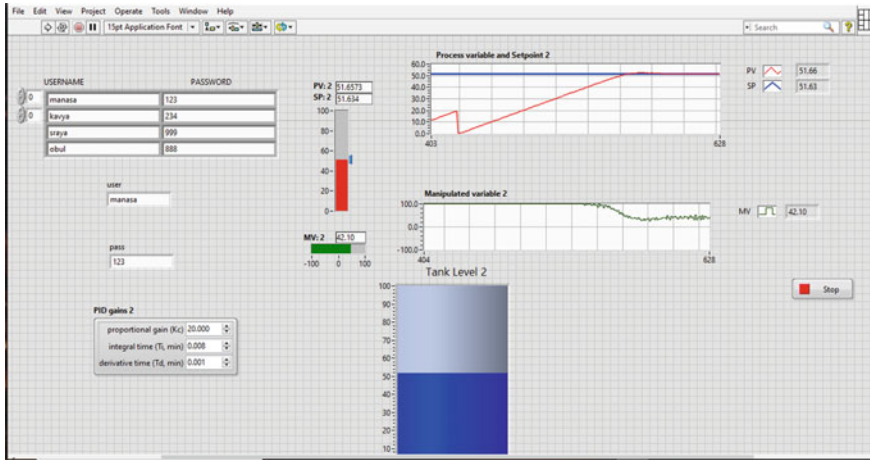 File Edit View Project Operate Tools Window Help
15pt Application Font
Search
USERNAME PASSWORD
0 manasa 123
0 kavya 234
sraya 999
obul 888
user
manasa
pass
123
PID gains 2
proportional gain (Kc) 20.000
integral time (Ti, min) 0.008
derivative time (Td, min) 0.001
PV: 2 51.6573
SP: 2 51.634
100-
80-
60-
40-
20-
0-
MV: 2 42.10
-100 0 100
Process variable and Setpoint 2
60.0
50.0
40.0
30.0
20.0
10.0
0.0
403 628
PV 51.66
SP 51.63
Manipulated variable 2
100.0
0.0
-100.0
404 628
MV 42.10
Tank Level 2
100-
90-
80-
70-
60-
50-
40-
30-
20-
10-
Stop